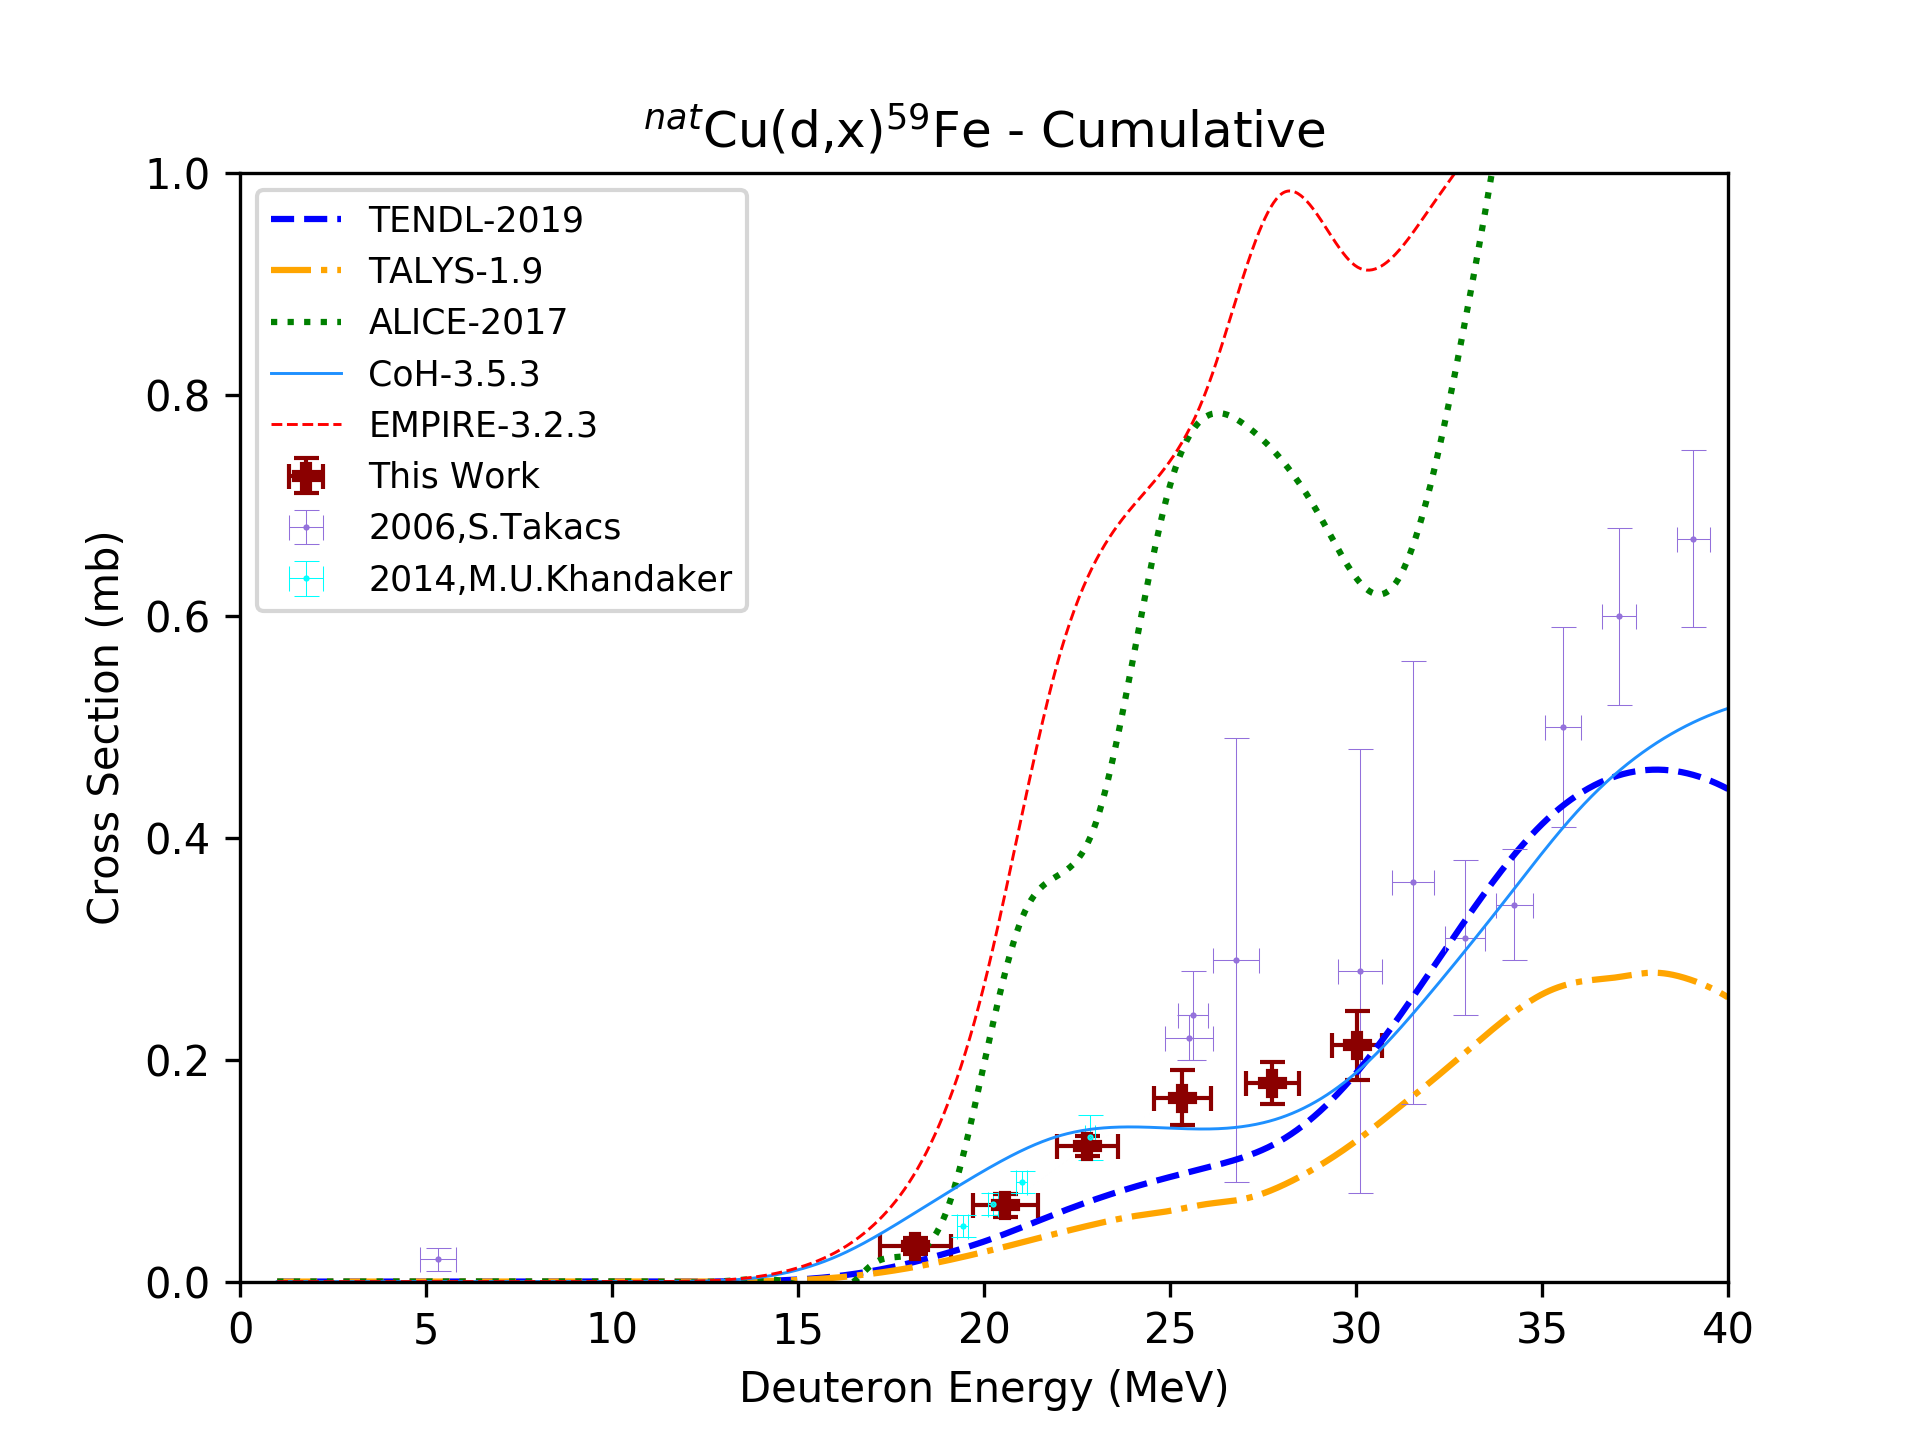 ⁿᵃᵗCu(d,x)⁵⁹Fe - Cumulative
1.0
0.8
0.6
0.4
0.2
0.0
Cross Section (mb)
TENDL-2019
TALYS-1.9
ALICE-2017
CoH-3.5.3
EMPIRE-3.2.3
This Work
2006,S.Takacs
2014,M.U.Khandaker
0 5 10 15 20 25 30 35 40
Deuteron Energy (MeV)